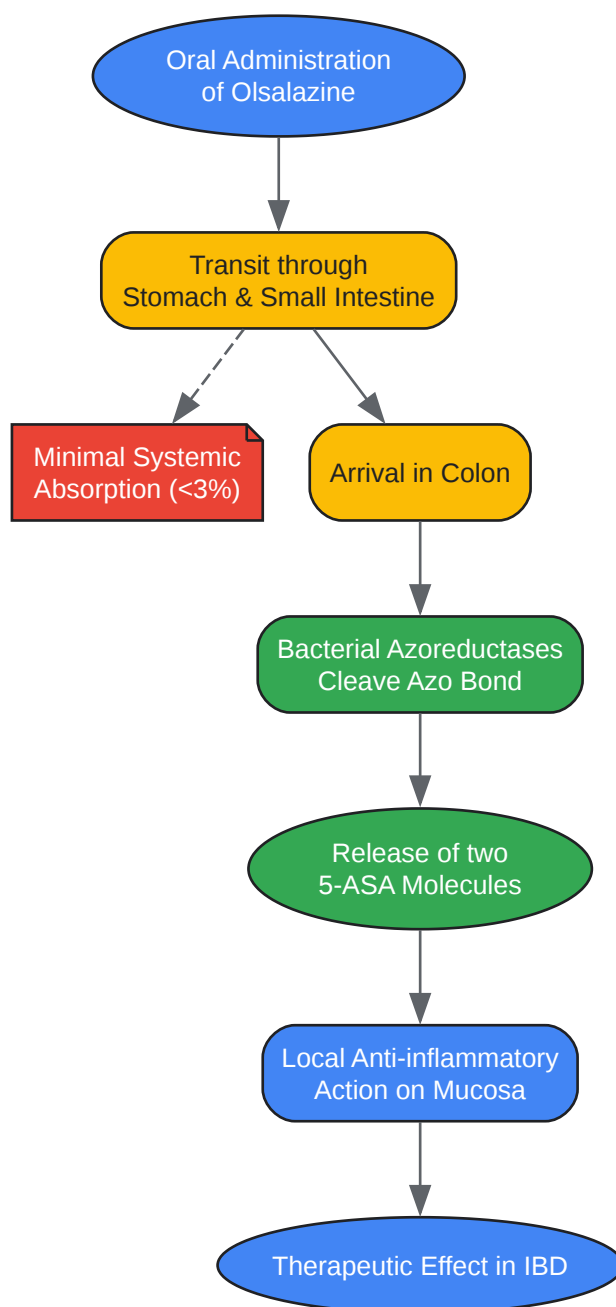 Oral Administration
of Olsalazine
Transit through
Stomach & Small Intestine
Minimal Systemic
Absorption (<3%)
Arrival in Colon
Bacterial Azoreductases
Cleave Azo Bond
Release of two
5-ASA Molecules
Local Anti-inflammatory
Action on Mucosa
Therapeutic Effect in IBD